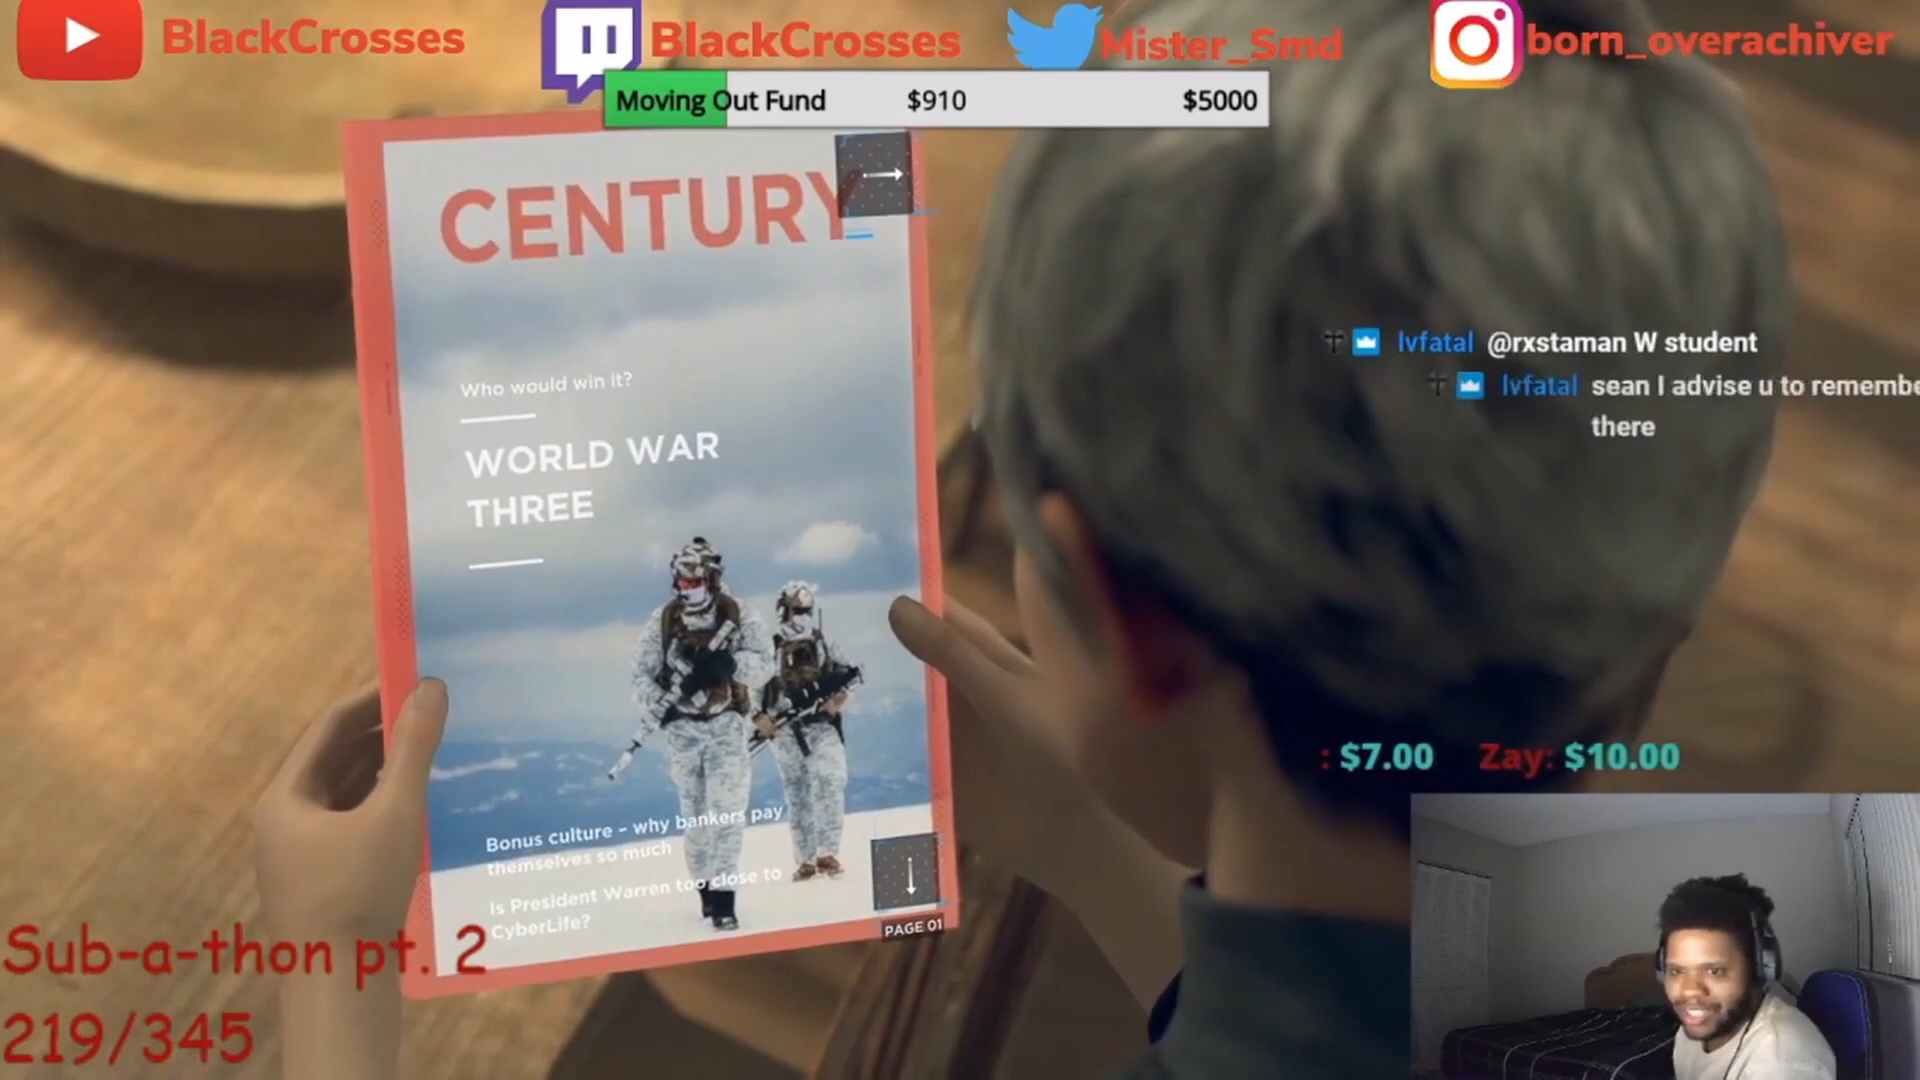 BlackCrosses
BlackCrosses
Mister_Smd
born_overachiver
Moving Out Fund $910 $5000
CENTURY
Who would win it?
WORLD WAR
THREE
lvfatal @rxstaman W student
lvfatal sean I advise u to remembe
there
: $7.00 Zay: $10.00
Bonus culture – why bankers pay
themselves so much
Is President Warren too close to
CyberLife?
PAGE 01
Sub-a-thon pt. 2
219/345